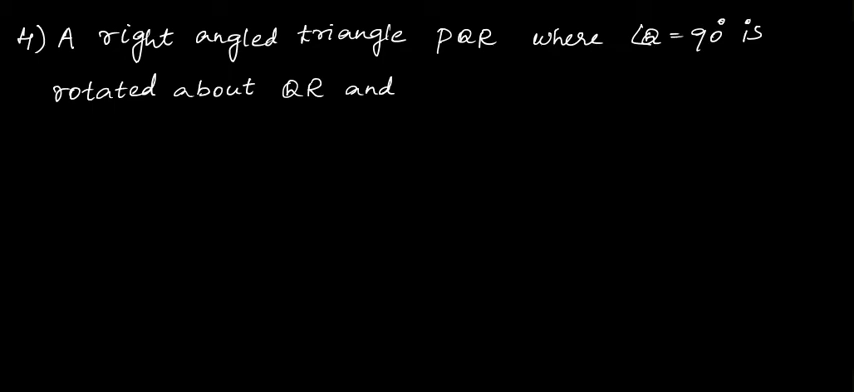 4) A right angled triangle PQR where ∠Q = 90° is
rotated about QR and